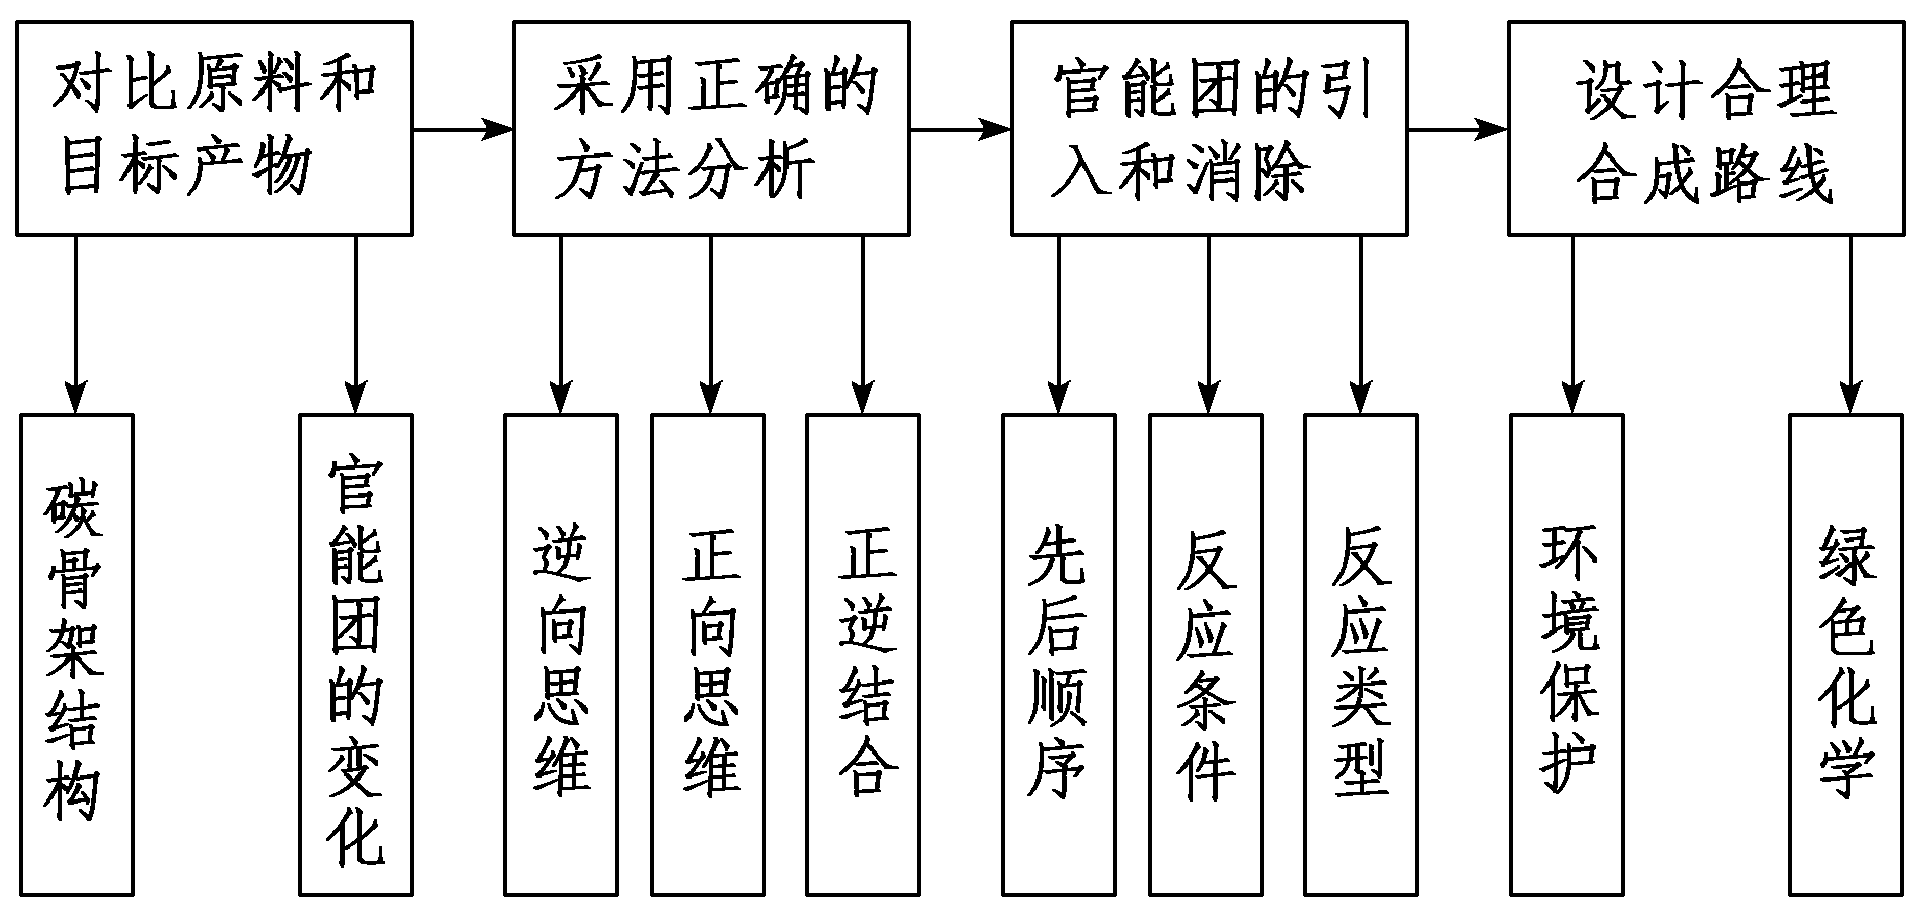 对比原料和
目标产物
采用正确的
方法分析
官能团的引
入和消除
设计合理
合成路线
碳骨架结构
官能团的变化
逆向思维
正向思维
正逆结合
先后顺序
反应条件
反应类型
环境保护
绿色化学